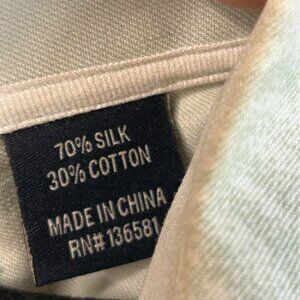 70% SILK
30% COTTON
MADE IN CHINA
RN# 136581